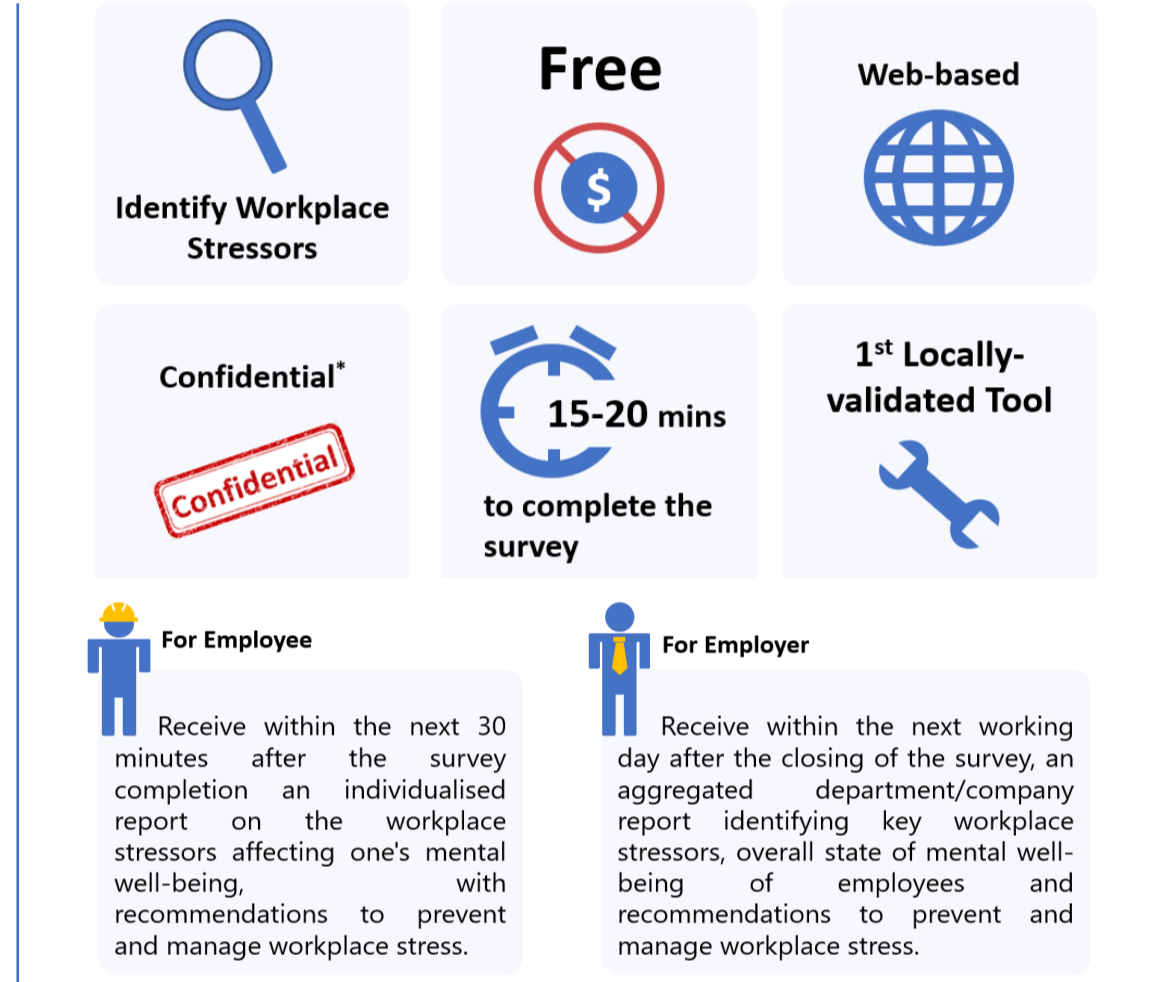 Identify Workplace
Stressors
Free
$
Web-based
Confidential*
Confidential
15-20 mins
to complete the
survey
1st Locally-
validated Tool
For Employee
Receive within the next 30
minutes after the survey
completion an individualised
report on the workplace
stressors affecting one's mental
well-being, with
recommendations to prevent
and manage workplace stress.
For Employer
Receive within the next working
day after the closing of the survey, an
aggregated department/company
report identifying key workplace
stressors, overall state of mental well-
being of employees and
recommendations to prevent and
manage workplace stress.